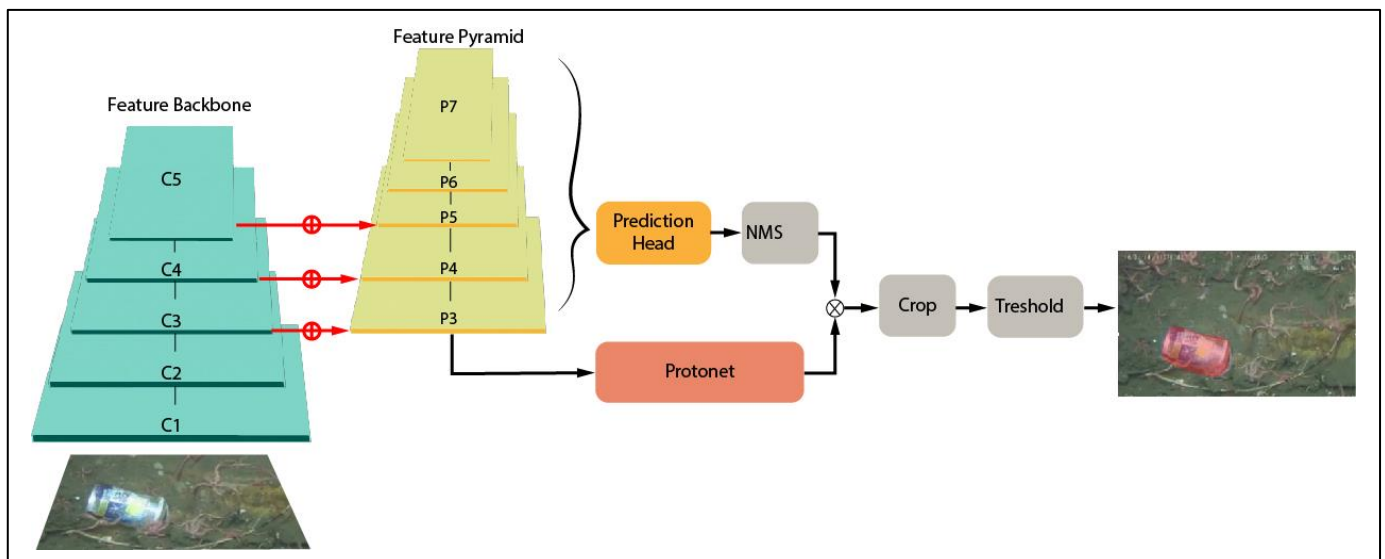 Feature Pyramid
Feature Backbone
P7
C5
P6
P5
P4
C4
P3
C3
C2
C1
Prediction
Head
NMS
Crop
Treshold
Protonet